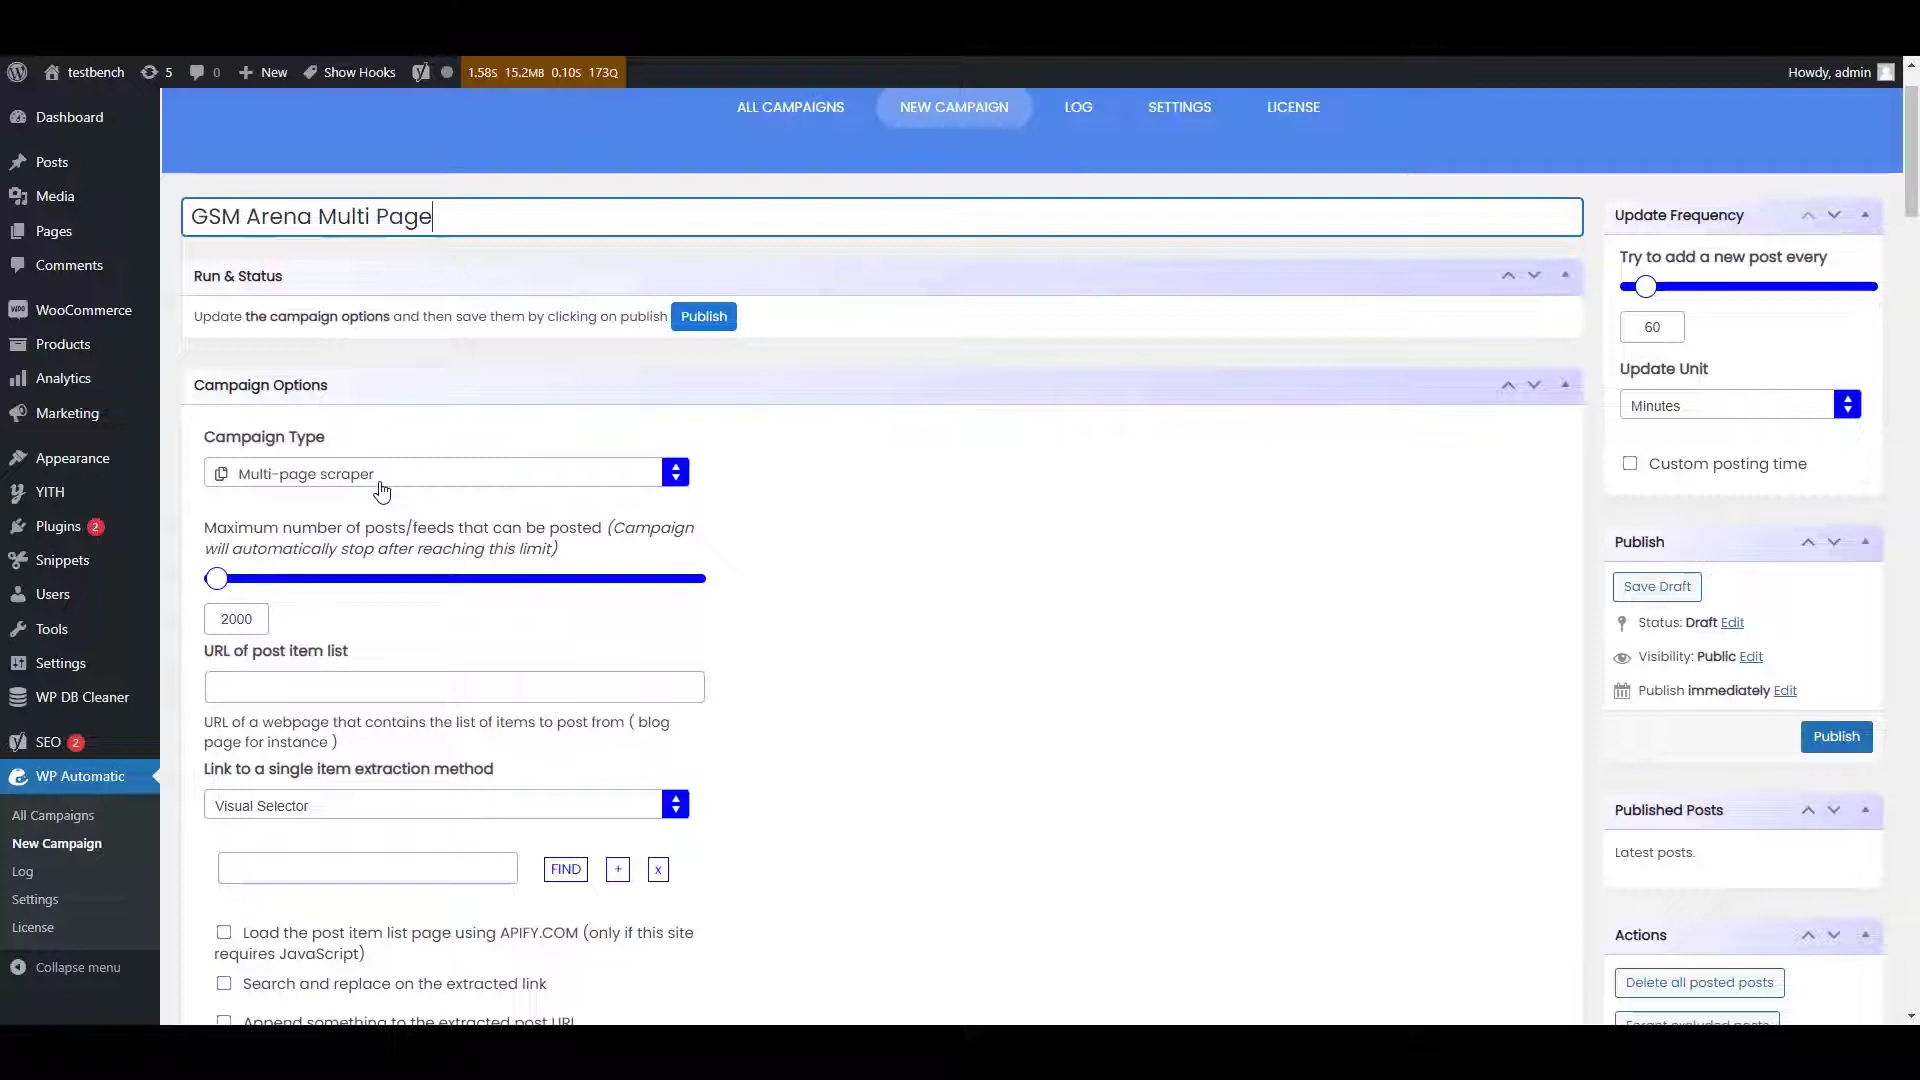 testbench 5 0 New Show Hooks 1.58S 15.2MB 0.10S 173Q Howdy, admin
ALL CAMPAIGNS NEW CAMPAIGN LOG SETTINGS LICENSE
Dashboard
Posts
Media
Pages
Comments
WooCommerce
Products
Analytics
Marketing
Appearance
YITH
Plugins 2
Snippets
Users
Tools
Settings
WP DB Cleaner
SEO 2
WP Automatic
All Campaigns
New Campaign
Log
Settings
License
Collapse menu
GSM Arena Multi Page
Run & Status
Update the campaign options and then save them by clicking on publish Publish
Campaign Options
Campaign Type
Multi-page scraper
Maximum number of posts/feeds that can be posted (Campaign
will automatically stop after reaching this limit)
2000
URL of post item list
URL of a webpage that contains the list of items to post from ( blog
page for instance )
Link to a single item extraction method
Visual Selector
FIND + x
Load the post item list page using APIFY.COM (only if this site
requires JavaScript)
Search and replace on the extracted link
Append something to the extracted post URL
Update Frequency
Try to add a new post every
60
Update Unit
Minutes
Custom posting time
Publish
Save Draft
Status: Draft Edit
Visibility: Public Edit
Publish immediately Edit
Publish
Published Posts
Latest posts.
Actions
Delete all posted posts
Forget excluded posts